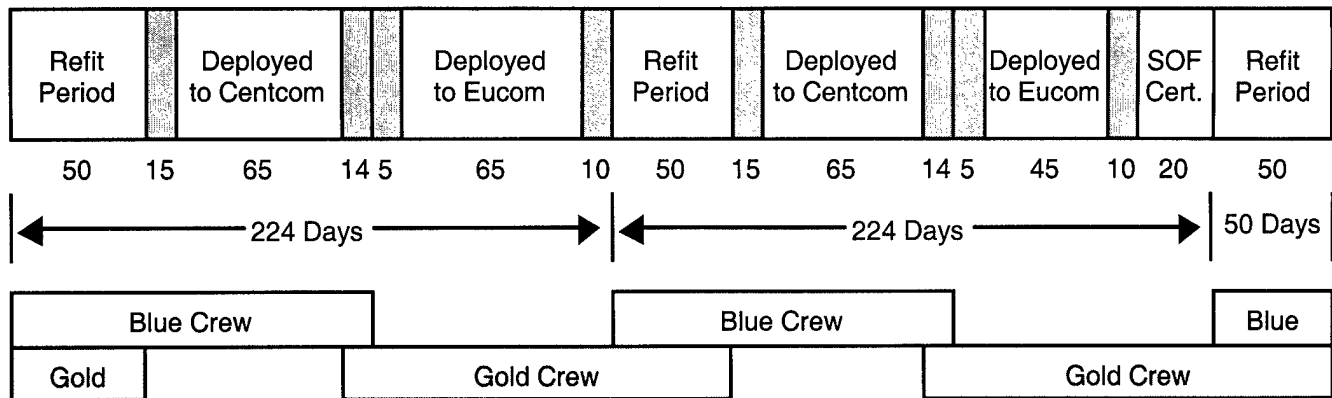 Refit Period
Deployed to Centcom
Deployed to Eucom
Refit Period
Deployed to Centcom
Deployed to Eucom
SOF Cert.
Refit Period
50 15 65 14 5 65 10 50 15 65 14 5 45 10 20 50
224 Days 224 Days 50 Days
Blue Crew Blue Crew Blue
Gold Gold Crew Gold Crew